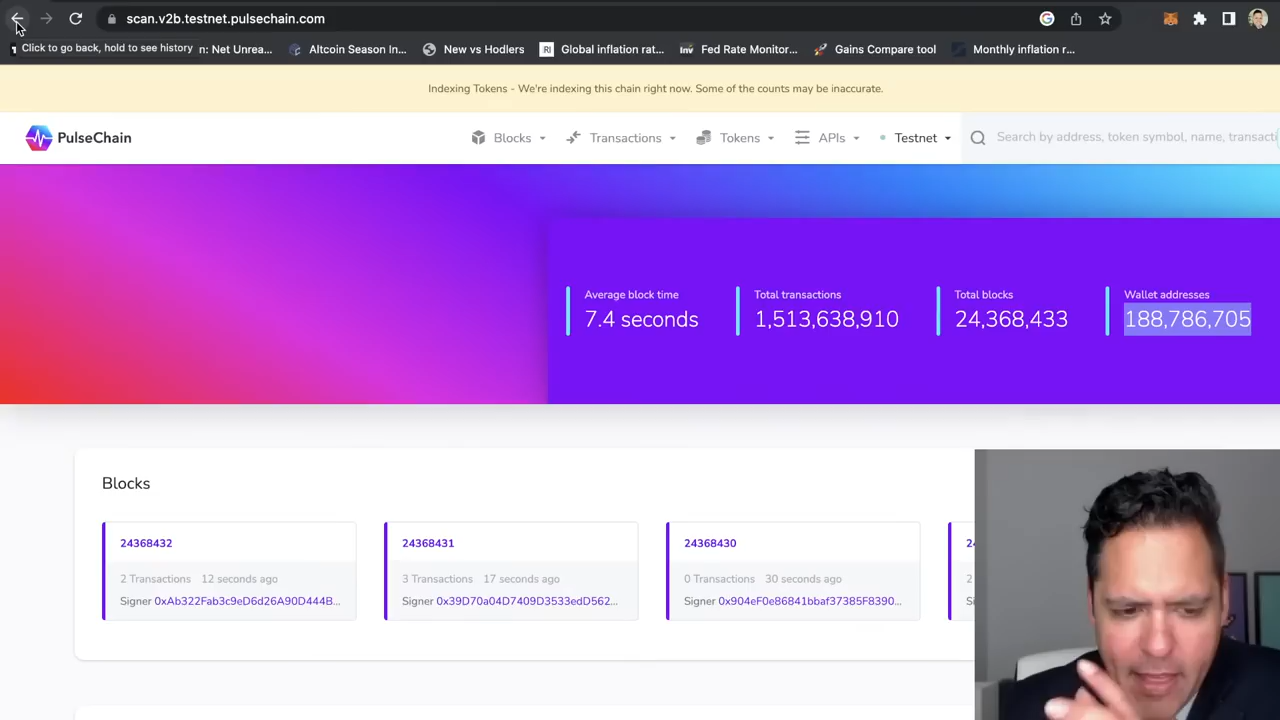 scan.v2b.testnet.pulsechain.com
Click to go back, hold to see history
n: Net Unrea...
Altcoin Season In...
New vs Hodlers
RI
Global inflation rat...
Inv
Fed Rate Monitor...
Gains Compare tool
Monthly inflation r...
Indexing Tokens - We're indexing this chain right now. Some of the counts may be inaccurate.
PulseChain
Blocks
Transactions
Tokens
APIs
Testnet
Search by address, token symbol, name, transacti
Average block time
7.4 seconds
Total transactions
1,513,638,910
Total blocks
24,368,433
Wallet addresses
188,786,705
Blocks
24368432
2 Transactions 12 seconds ago
Signer 0xAb322Fab3c9eD6d26A90D444B...
24368431
3 Transactions 17 seconds ago
Signer 0x39D70a04D7409D3533edD562...
24368430
0 Transactions 30 seconds ago
Signer 0x904eF0e86841bbaf37385F8390...
24
2
Si